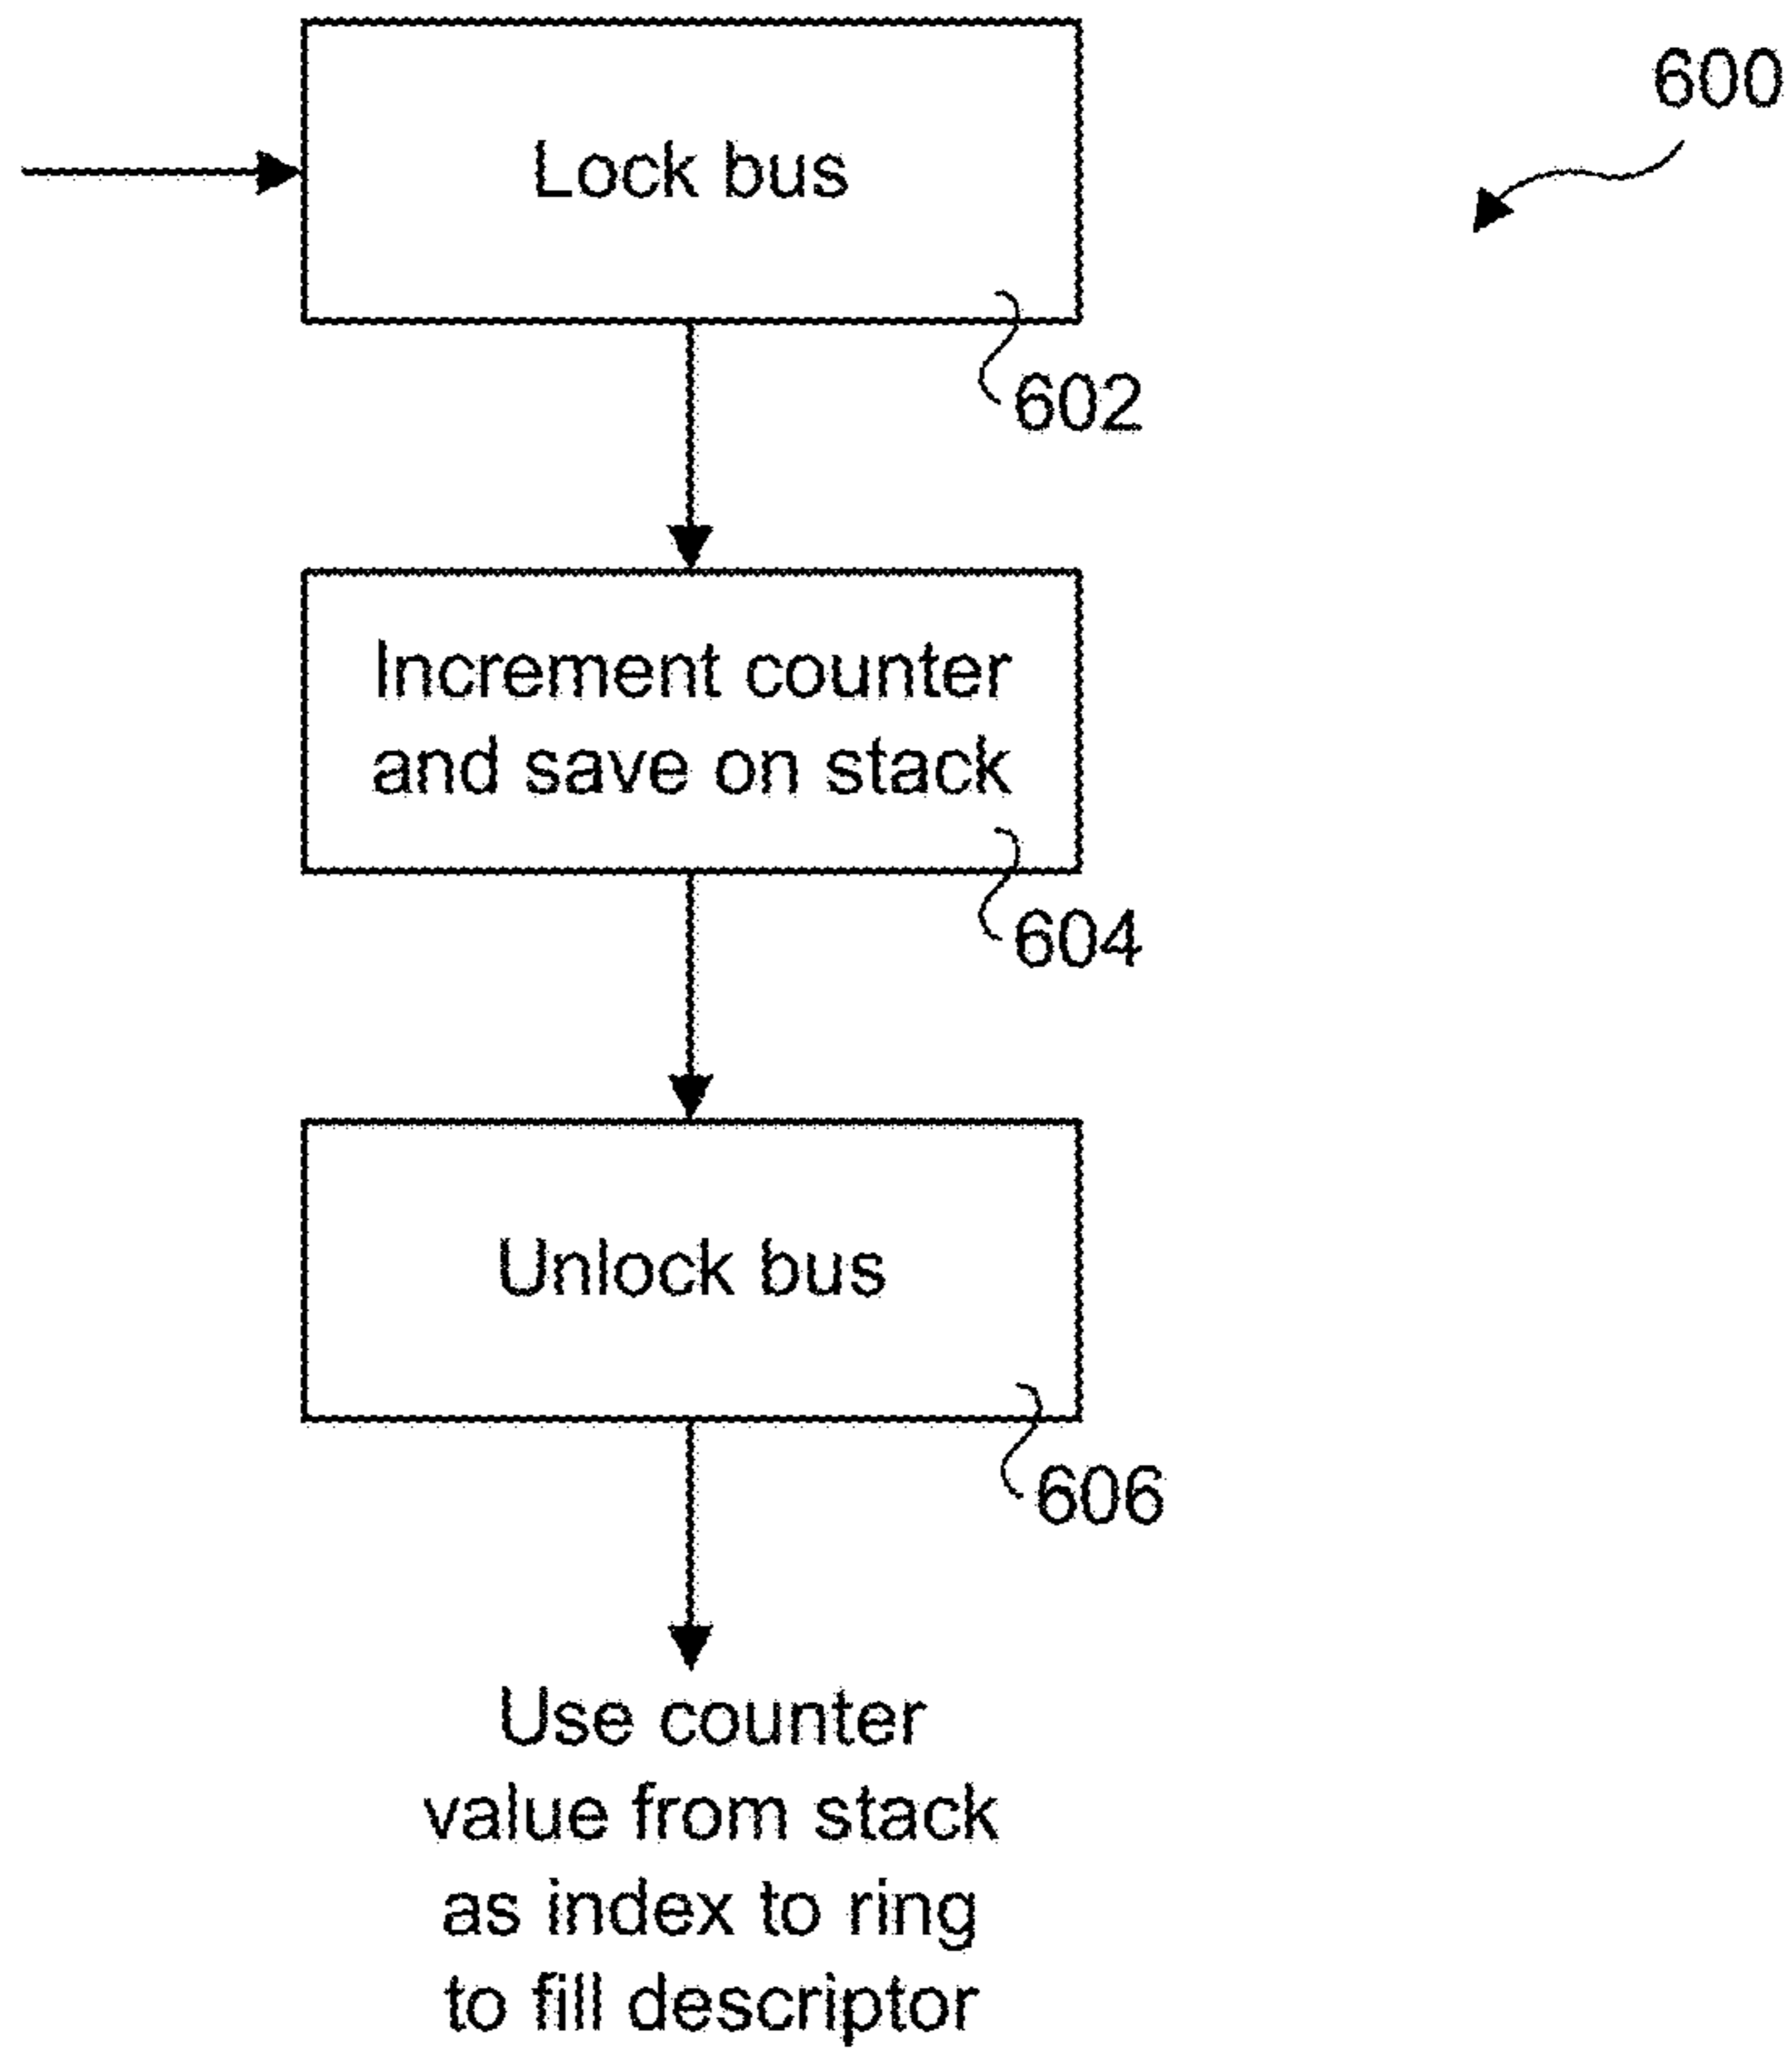 600
Lock bus
602
Increment counter
and save on stack
604
Unlock bus
606
Use counter
value from stack
as index to ring
to fill descriptor